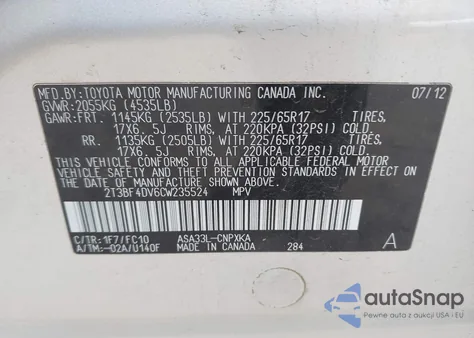 MFD.BY:TOYOTA MOTOR MANUFACTURING CANADA INC. 07/12
GVWR:2055KG (4535LB)
GAWR:FRT. 1145KG (2535LB) WITH 225/65R17 TIRES,
17X6. 5J RIMS, AT 220KPA (32PSI) COLD.
RR. 1135KG (2505LB) WITH 225/65R17 TIRES,
17X6. 5J RIMS, AT 220KPA (32PSI) COLD.
THIS VEHICLE CONFORMS TO ALL APPLICABLE FEDERAL MOTOR
VEHICLE SAFETY STANDARDS IN EFFECT ON THE DATE OF
MANUFACTURE SHOWN ABOVE.
2T3BF4DV6CW235524 MPV
C/TR:1F7/FC10 ASA33L-CNPXKA
A/TM:-02A/U140F MADE IN CANADA 284 A
autoSnap
Pewne auta z aukcji USA i EU